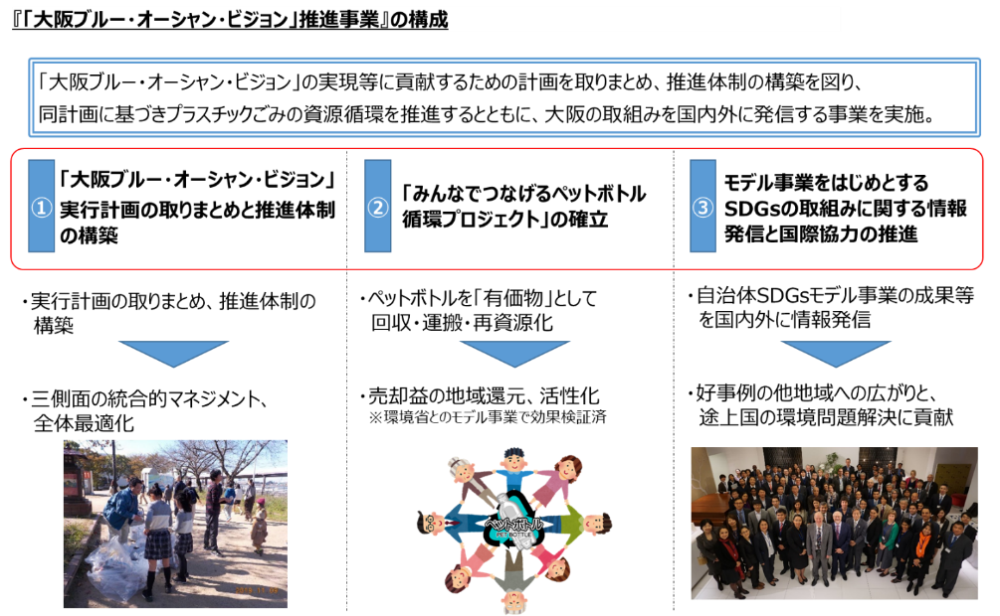 『「大阪ブルー・オーシャン・ビジョン」推進事業』の構成
「大阪ブルー・オーシャン・ビジョン」の実現等に貢献するための計画を取りまとめ、推進体制の構築を図り、
同計画に基づきプラスチックごみの資源循環を推進するとともに、大阪の取組みを国内外に発信する事業を実施。
①
「大阪ブルー・オーシャン・ビジョン」
実行計画の取りまとめと推進体制
の構築
・実行計画の取りまとめ、推進体制の
構築
・三側面の統合的マネジメント、
全体最適化
②
「みんなでつなげるペットボトル
循環プロジェクト」の確立
・ペットボトルを「有価物」として
回収・運搬・再資源化
・売却益の地域還元、活性化
※環境省とのモデル事業で効果検証済
ペットボトル
PET BOTTLE
③
モデル事業をはじめとする
SDGsの取組みに関する情報
発信と国際協力の推進
・自治体SDGsモデル事業の成果等
を国内外に情報発信
・好事例の他地域への広がりと、
途上国の環境問題解決に貢献